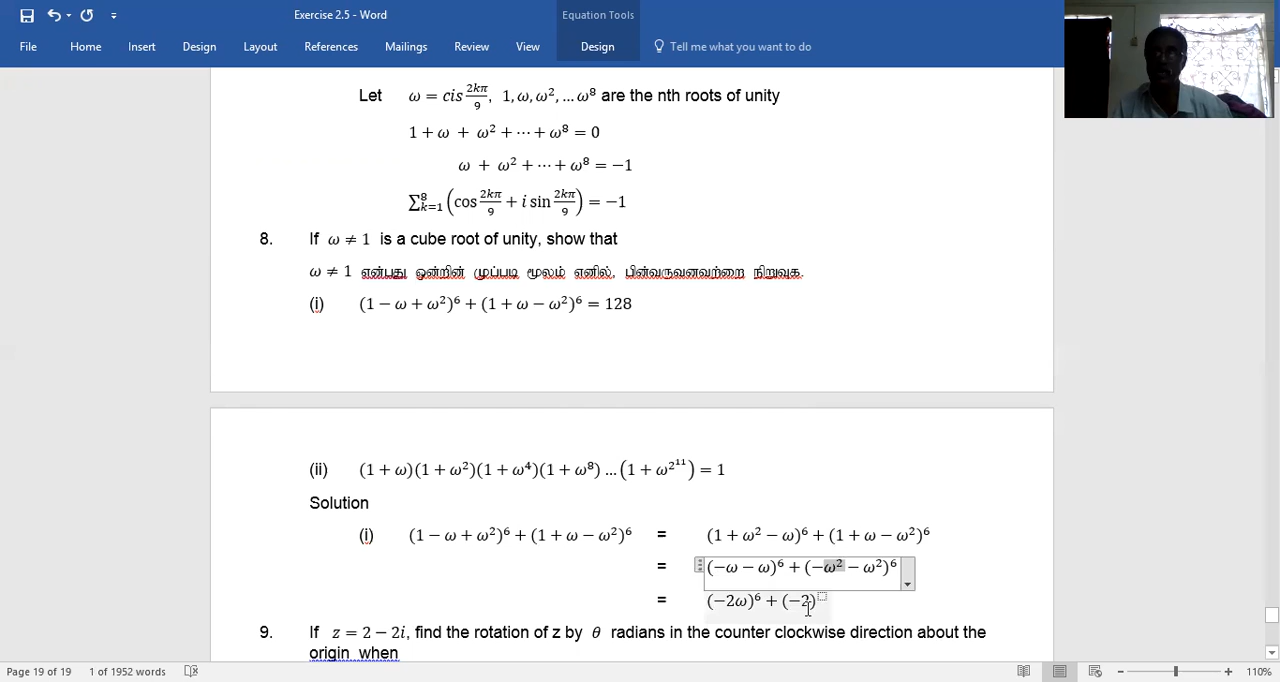 Exercise 2.5 - Word
Equation Tools
File Home Insert Design Layout References Mailings Review View Design Tell me what you want to do
Let ω = cis 2kπ/9, 1, ω, ω², … ω⁸ are the nth roots of unity
1 + ω + ω² + ⋯ + ω⁸ = 0
ω + ω² + ⋯ + ω⁸ = −1
∑⁸ₖ₌₁ (cos 2kπ/9 + i sin 2kπ/9) = −1
8. If ω ≠ 1 is a cube root of unity, show that
ω ≠ 1 என்பது ஒன்றின் முப்படி மூலம் எனில், பின்வருவனவற்றை நிறுவுக.
(i) (1 − ω + ω²)⁶ + (1 + ω − ω²)⁶ = 128
(ii) (1 + ω)(1 + ω²)(1 + ω⁴)(1 + ω⁸) … (1 + ω^2^11) = 1
Solution
(i) (1 − ω + ω²)⁶ + (1 + ω − ω²)⁶ = (1 + ω² − ω)⁶ + (1 + ω − ω²)⁶
= (−ω − ω)⁶ + (−ω² − ω²)⁶
= (−2ω)⁶ + (−2)
9. If z = 2 − 2i, find the rotation of z by θ radians in the counter clockwise direction about the
origin when
Page 19 of 19 1 of 1952 words 110%